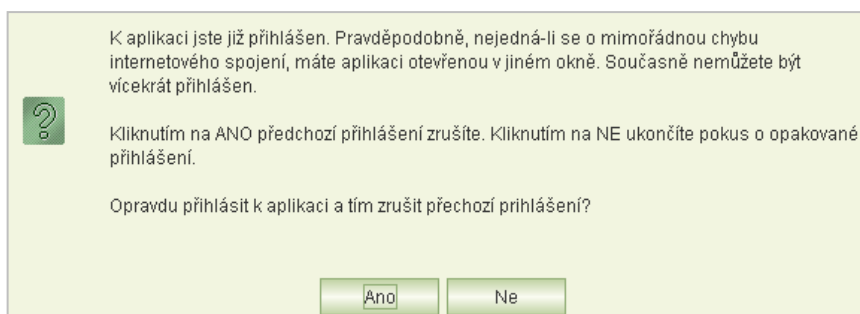 K aplikaci jste již přihlášen. Pravděpodobně, nejedná-li se o mimořádnou chybu
internetového spojení, máte aplikaci otevřenou v jiném okně. Současně nemůžete být
vícekrát přihlášen.
Kliknutím na ANO předchozí přihlášení zrušíte. Kliknutím na NE ukončíte pokus o opakované
přihlášení.
Opravdu přihlásit k aplikaci a tím zrušit přechozí prihlášení?
Ano Ne